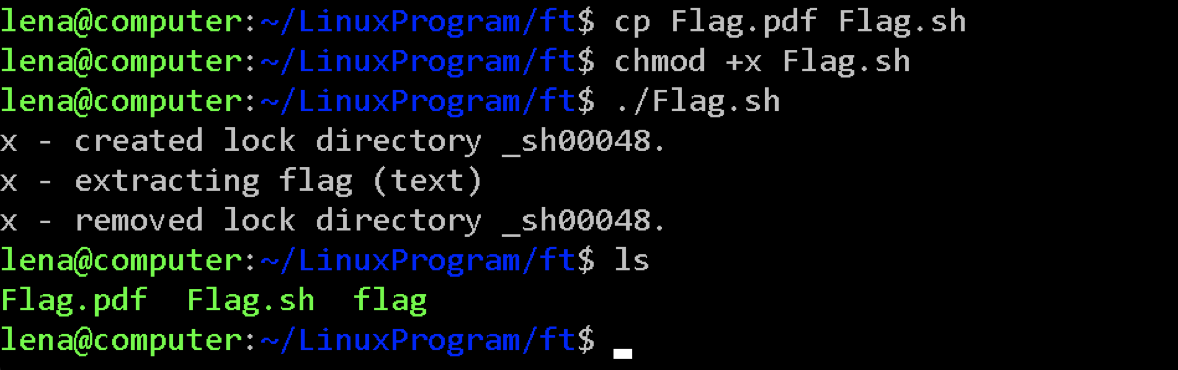 lena@computer:~/LinuxProgram/ft$ cp Flag.pdf Flag.sh
lena@computer:~/LinuxProgram/ft$ chmod +x Flag.sh
lena@computer:~/LinuxProgram/ft$ ./Flag.sh
x - created lock directory _sh00048.
x - extracting flag (text)
x - removed lock directory _sh00048.
lena@computer:~/LinuxProgram/ft$ ls
Flag.pdf  Flag.sh  flag
lena@computer:~/LinuxProgram/ft$ _